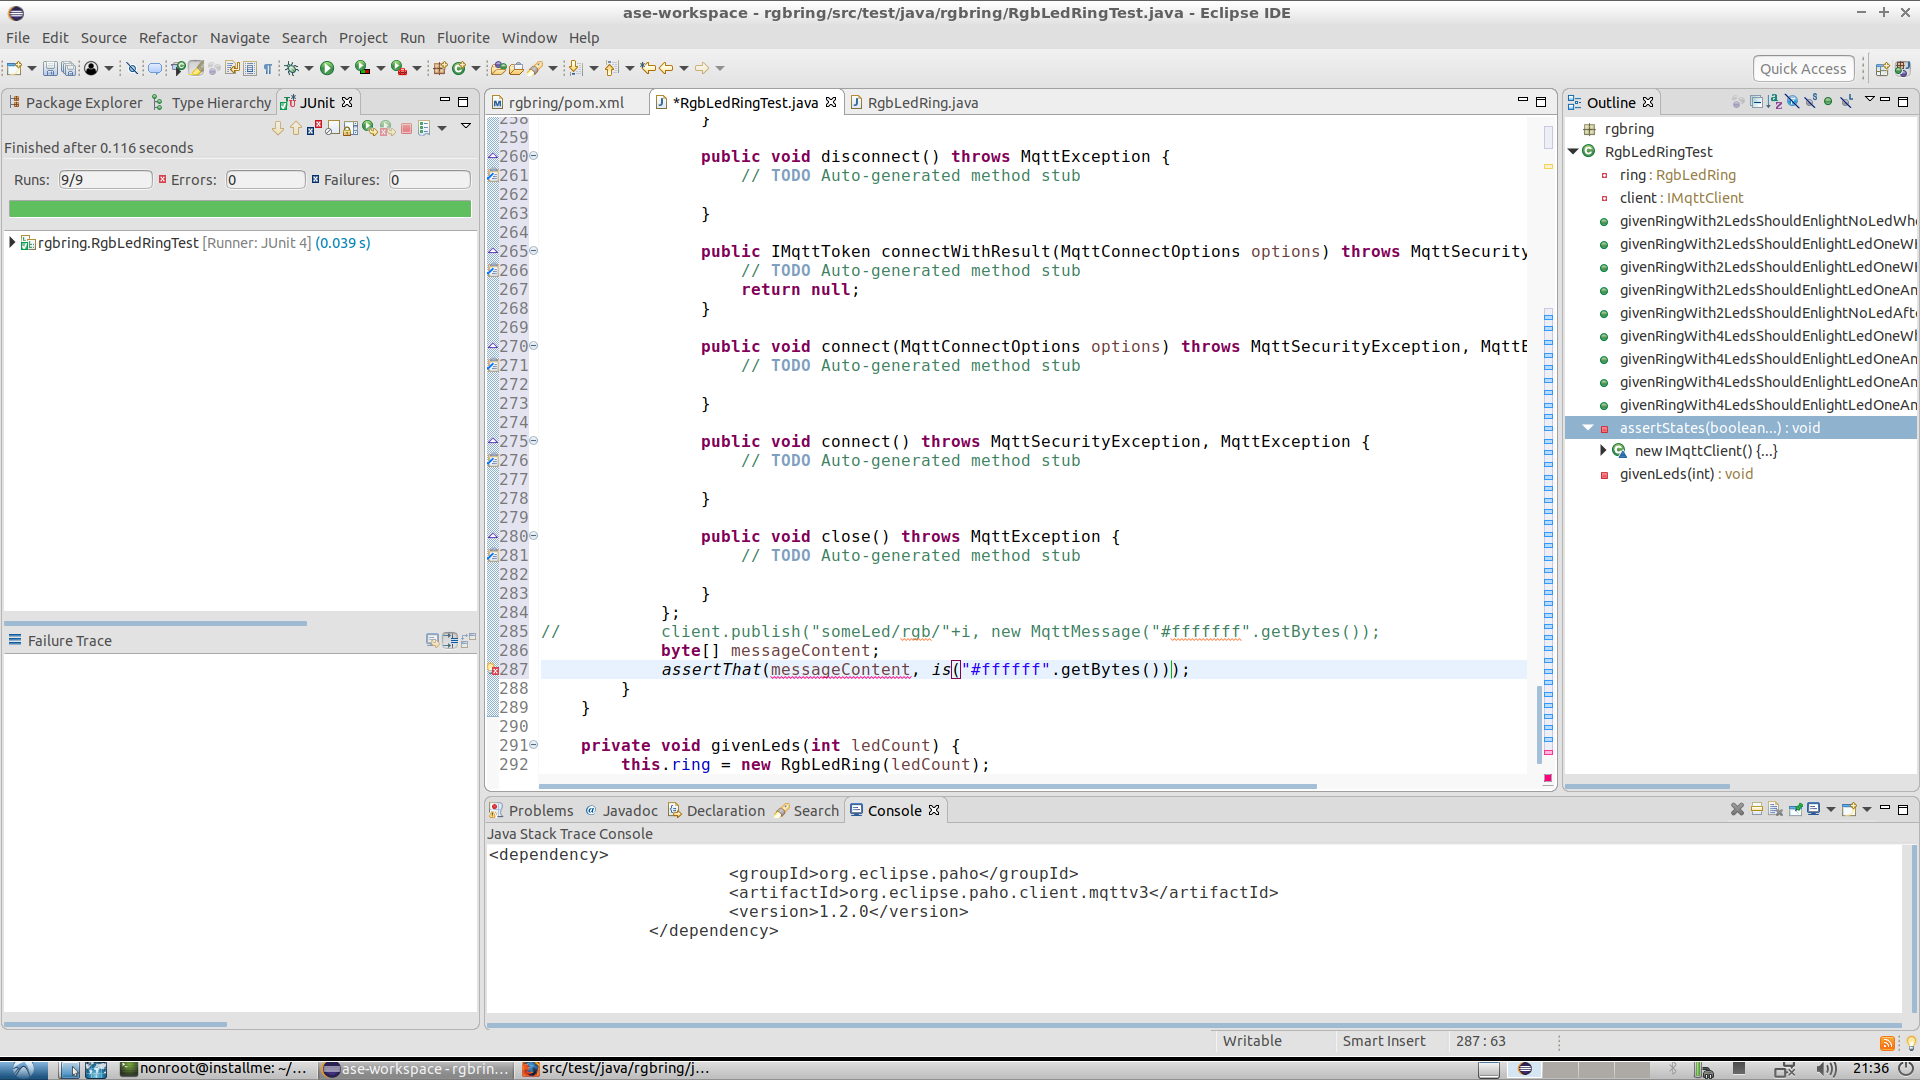 ase-workspace - rgbring/src/test/java/rgbring/RgbLedRingTest.java - Eclipse IDE
File Edit Source Refactor Navigate Search Project Run Fluorite Window Help
Quick Access
Package Explorer Type Hierarchy JUnit
Finished after 0.116 seconds
Runs: 9/9 Errors: 0 Failures: 0
rgbring.RgbLedRingTest [Runner: JUnit 4] (0.039 s)
Failure Trace
rgbring/pom.xml *RgbLedRingTest.java RgbLedRing.java
258 }
259
260 public void disconnect() throws MqttException {
261 // TODO Auto-generated method stub
262
263 }
264
265 public IMqttToken connectWithResult(MqttConnectOptions options) throws MqttSecurity
266 // TODO Auto-generated method stub
267 return null;
268 }
269
270 public void connect(MqttConnectOptions options) throws MqttSecurityException, MqttE
271 // TODO Auto-generated method stub
272
273 }
274
275 public void connect() throws MqttSecurityException, MqttException {
276 // TODO Auto-generated method stub
277
278 }
279
280 public void close() throws MqttException {
281 // TODO Auto-generated method stub
282
283 }
284 };
285 // client.publish("someLed/rgb/"+i, new MqttMessage("#fffffff".getBytes());
286 byte[] messageContent;
287 assertThat(messageContent, is("#ffffff".getBytes()));
288 }
289 }
290
291 private void givenLeds(int ledCount) {
292 this.ring = new RgbLedRing(ledCount);
Outline
rgbring
RgbLedRingTest
ring : RgbLedRing
client : IMqttClient
givenRingWith2LedsShouldEnlightNoLedWhe
givenRingWith2LedsShouldEnlightLedOneWh
givenRingWith2LedsShouldEnlightLedOneWh
givenRingWith2LedsShouldEnlightLedOneAn
givenRingWith2LedsShouldEnlightNoLedAfte
givenRingWith4LedsShouldEnlightLedOneWh
givenRingWith4LedsShouldEnlightLedOneAn
givenRingWith4LedsShouldEnlightLedOneAn
givenRingWith4LedsShouldEnlightLedOneAn
assertStates(boolean...) : void
new IMqttClient() {...}
givenLeds(int) : void
Problems Javadoc Declaration Search Console
Java Stack Trace Console
<dependency>
<groupId>org.eclipse.paho</groupId>
<artifactId>org.eclipse.paho.client.mqttv3</artifactId>
<version>1.2.0</version>
</dependency>
Writable Smart Insert 287 : 63
nonroot@installme: ~/... ase-workspace - rgbrin... src/test/java/rgbring/j... 21:36